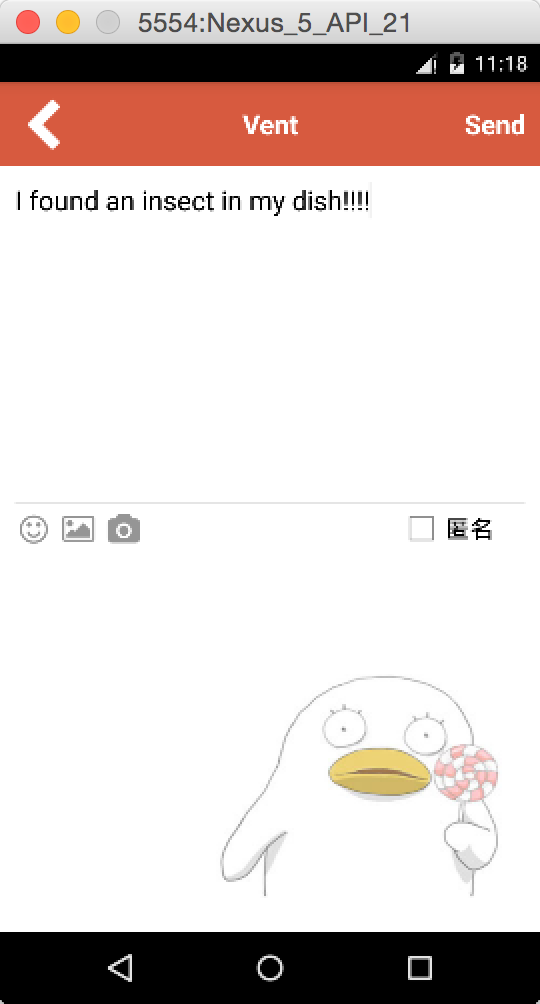 5554:Nexus_5_API_21
11:18
Vent
Send
I found an insect in my dish!!!!
匿名